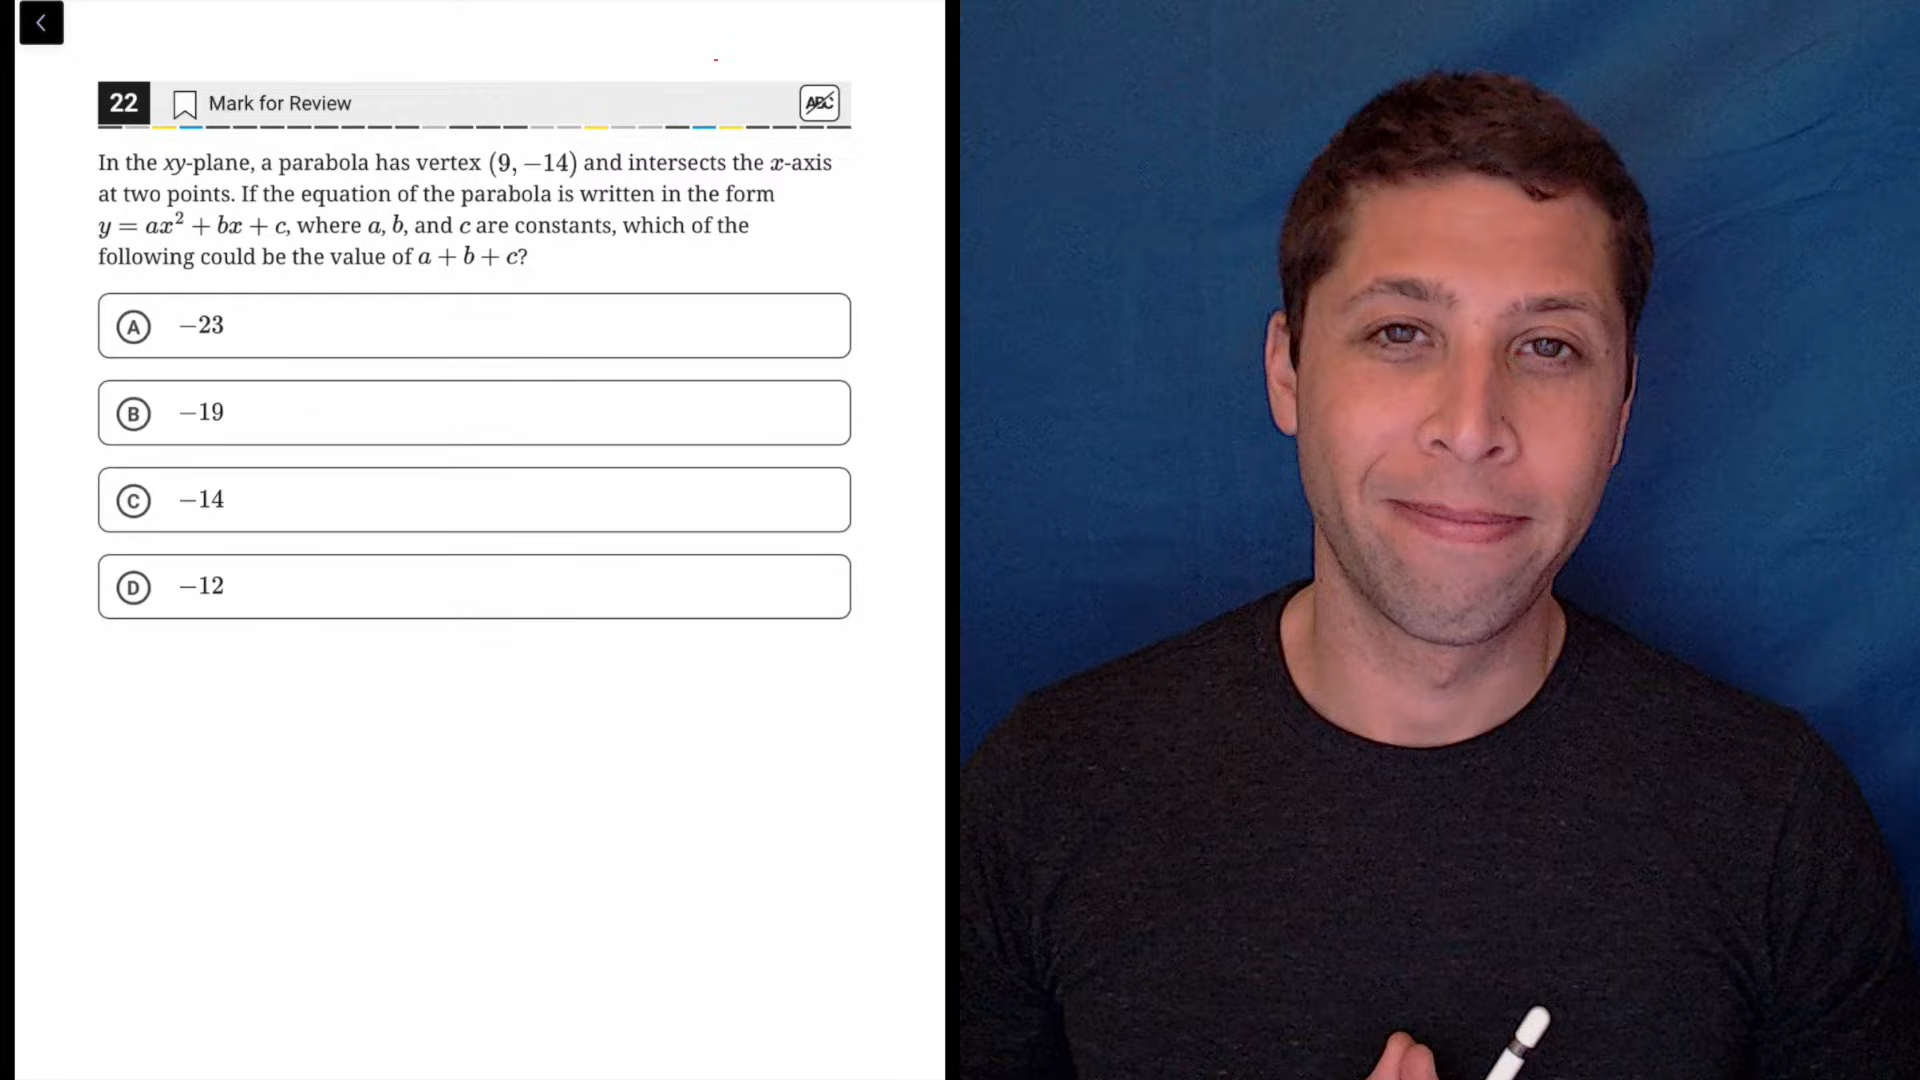 22 Mark for Review ABC
In the xy-plane, a parabola has vertex (9, −14) and intersects the x-axis
at two points. If the equation of the parabola is written in the form
y = ax² + bx + c, where a, b, and c are constants, which of the
following could be the value of a + b + c?
A −23
B −19
C −14
D −12